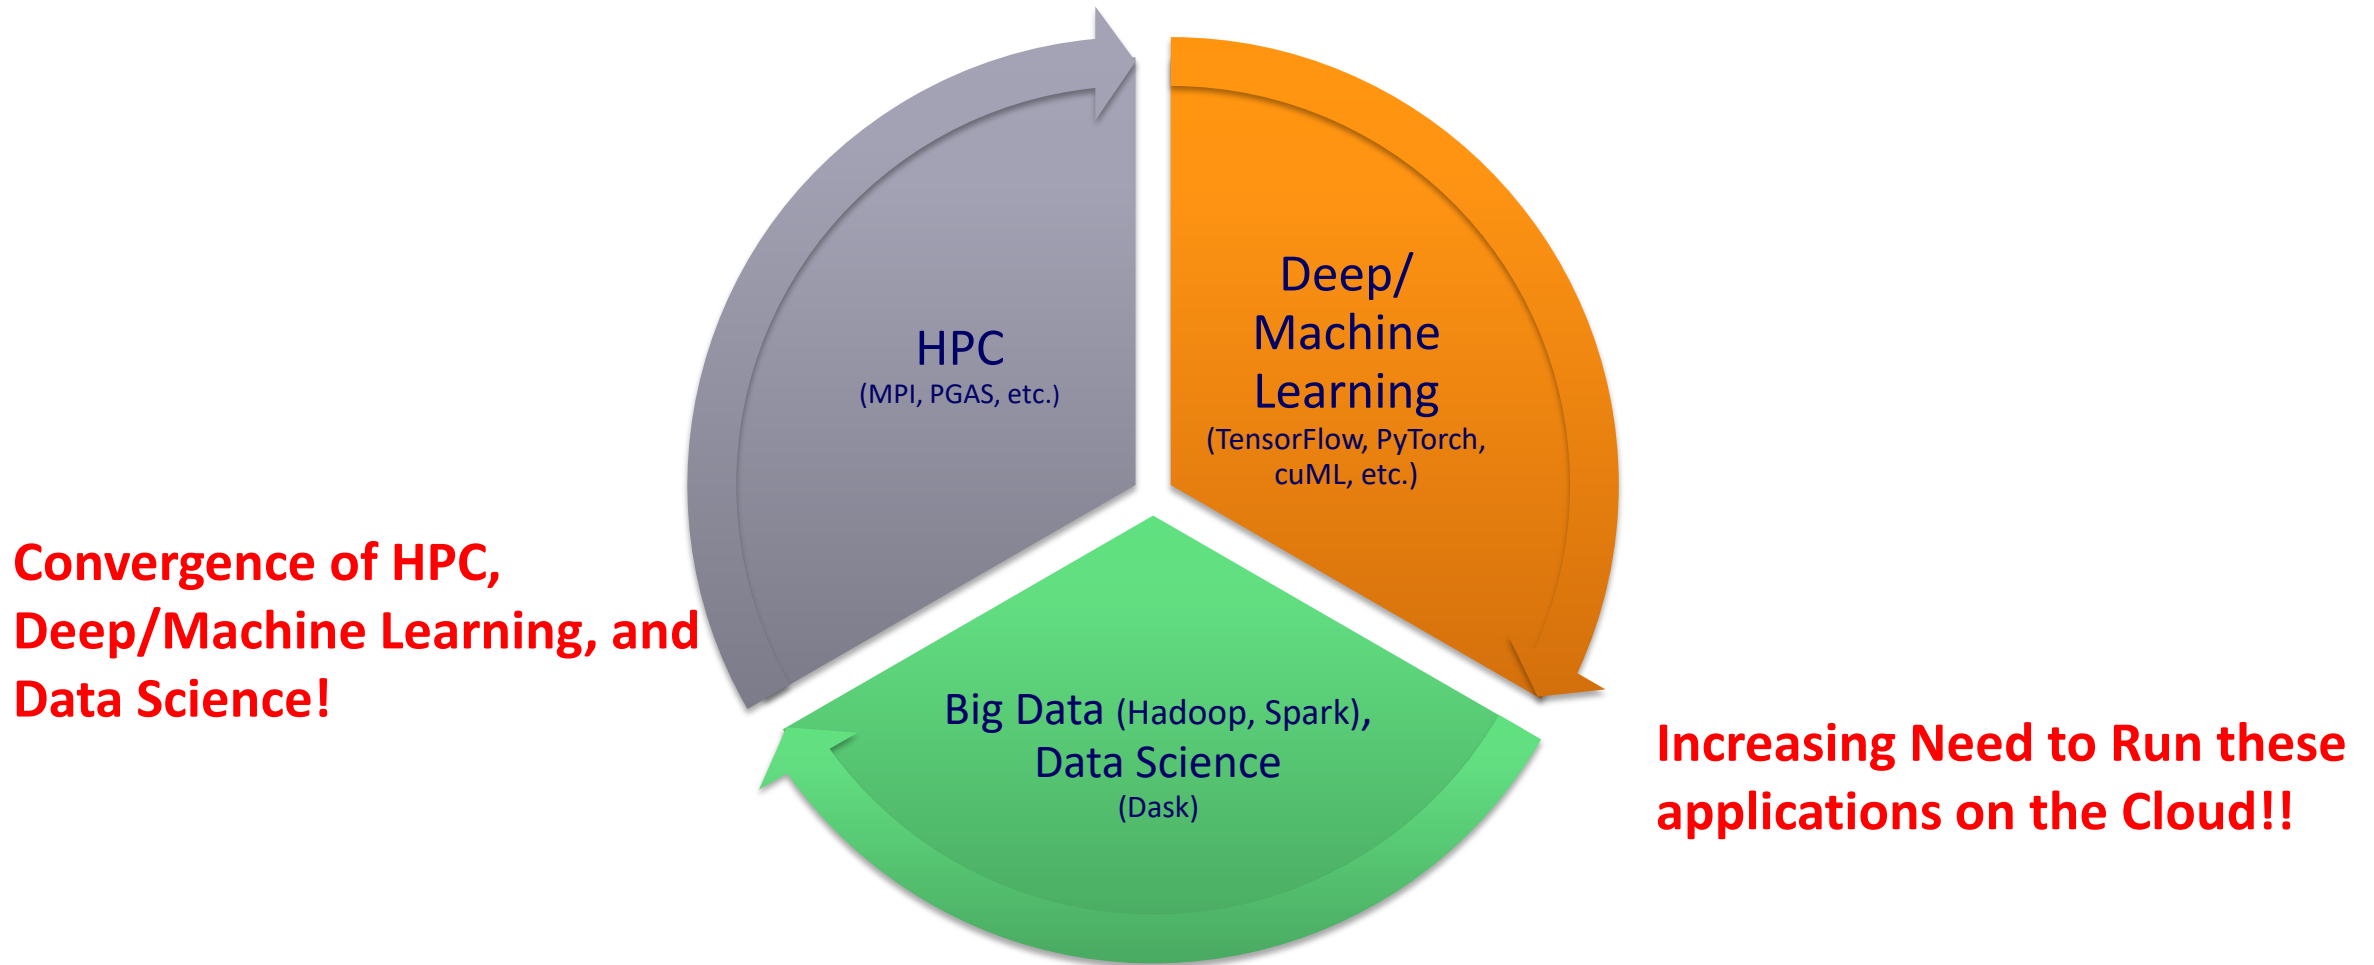 HPC
(MPI, PGAS, etc.)
Deep/
Machine
Learning
(TensorFlow, PyTorch,
cuML, etc.)
Big Data (Hadoop, Spark),
Data Science
(Dask)
Convergence of HPC,
Deep/Machine Learning, and
Data Science!
Increasing Need to Run these
applications on the Cloud!!